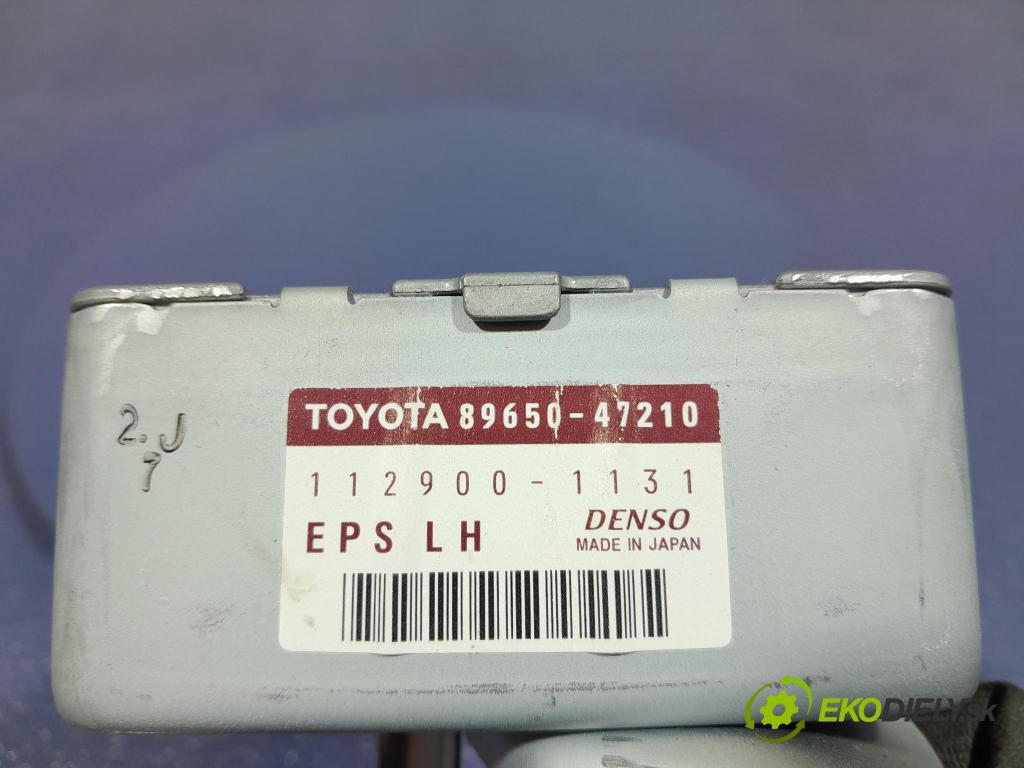 2.J
7
TOYOTA 89650-47210
112900-1131
EPS LH
DENSO
MADE IN JAPAN
EKODIELY.sk